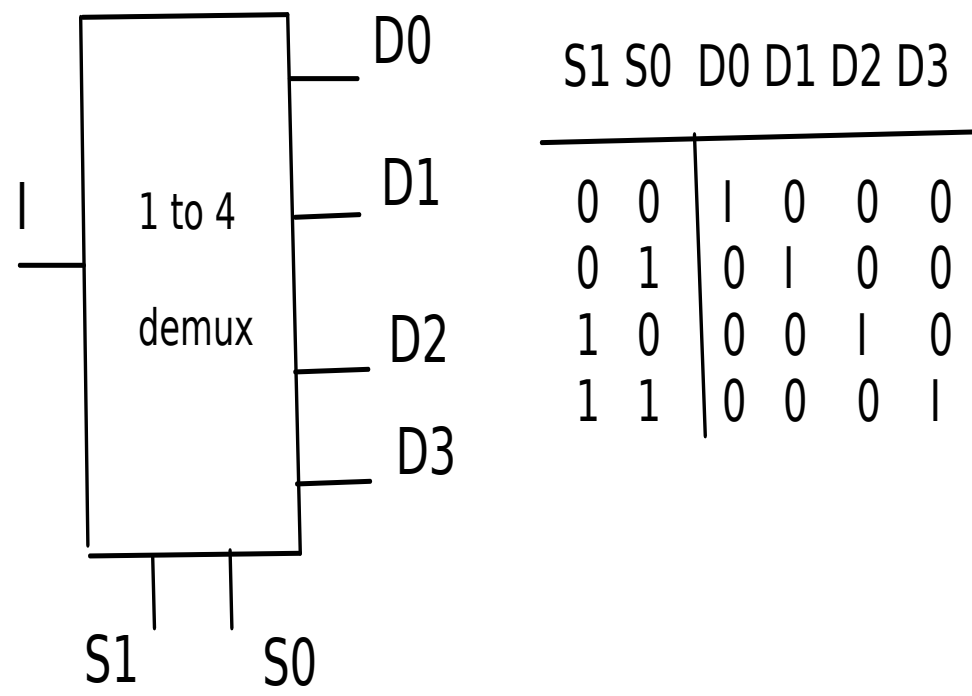 D0
D1
I
1 to 4
demux
D2
D3
S1 S0
S1 S0 D0 D1 D2 D3
0 0 I 0 0 0
0 1 0 I 0 0
1 0 0 0 I 0
1 1 0 0 0 I